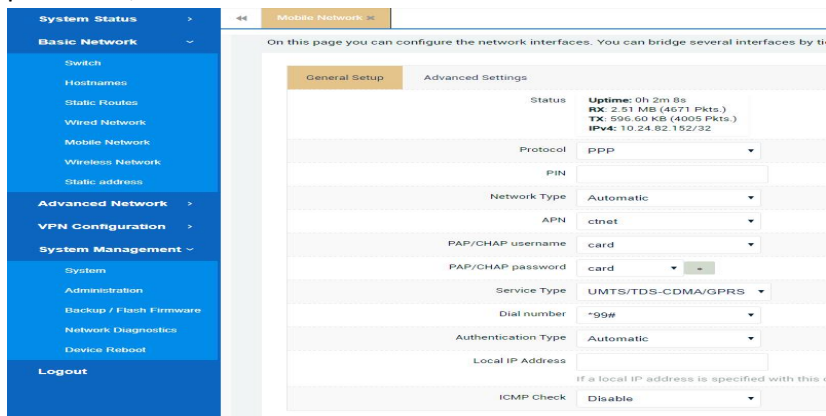 System Status
Basic Network
Switch
Hostnames
Static Routes
Wired Network
Mobile Network
Wireless Network
Static address
Advanced Network
VPN Configuration
System Management
System
Administration
Backup / Flash Firmware
Network Diagnostics
Device Reboot
Logout
Mobile Network
On this page you can configure the network interfaces. You can bridge several interfaces by
General Setup
Advanced Settings
Status
Uptime: 0h 2m 8s
RX: 2.51 MB (4671 Pkts.)
TX: 596.60 KB (4005 Pkts.)
IPv4: 10.24.82.152/32
Protocol PPP
PIN
Network Type Automatic
APN ctnet
PAP/CHAP username card
PAP/CHAP password card
Service Type UMTS/TDS-CDMA/GPRS
Dial number *99#
Authentication Type Automatic
Local IP Address
If a local IP address is specified with this
ICMP Check Disable